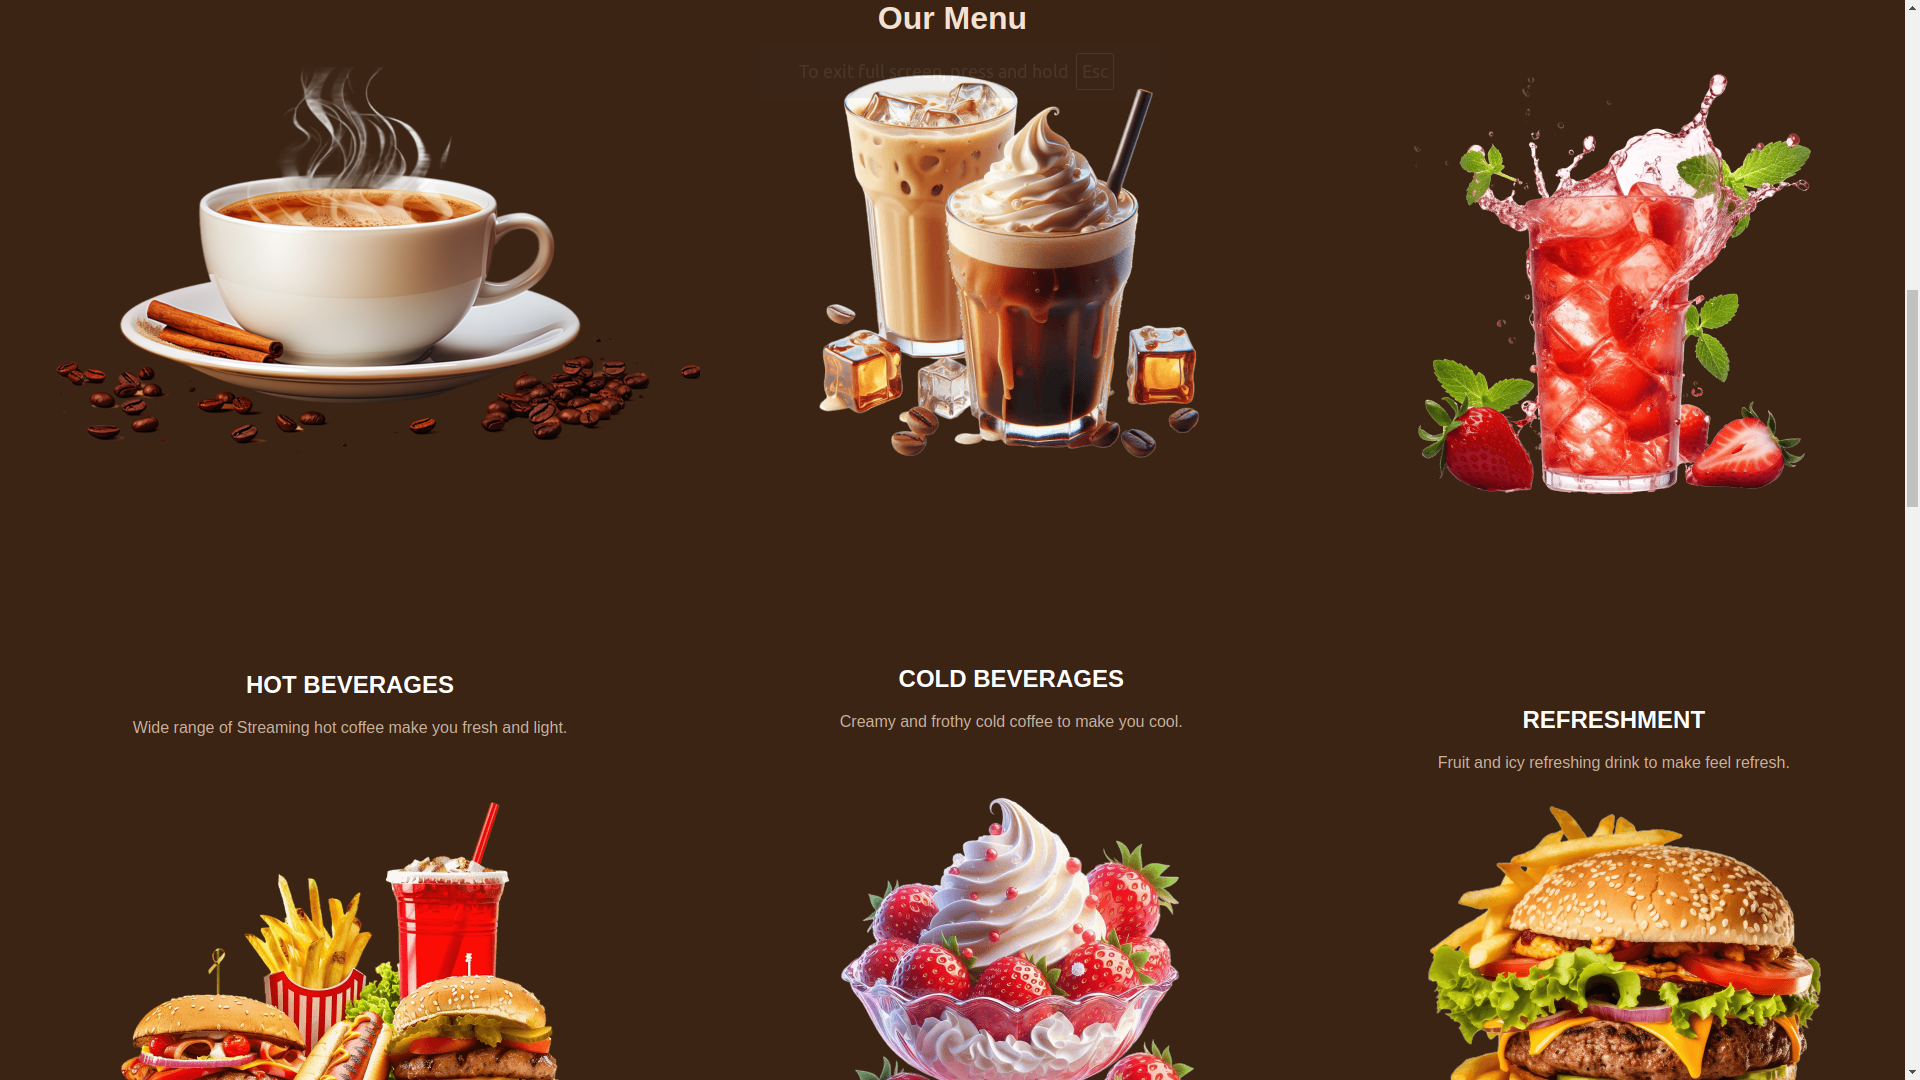 Our Menu
To exit full screen, press and hold Esc
HOT BEVERAGES
Wide range of Streaming hot coffee make you fresh and light.
COLD BEVERAGES
Creamy and frothy cold coffee to make you cool.
REFRESHMENT
Fruit and icy refreshing drink to make feel refresh.